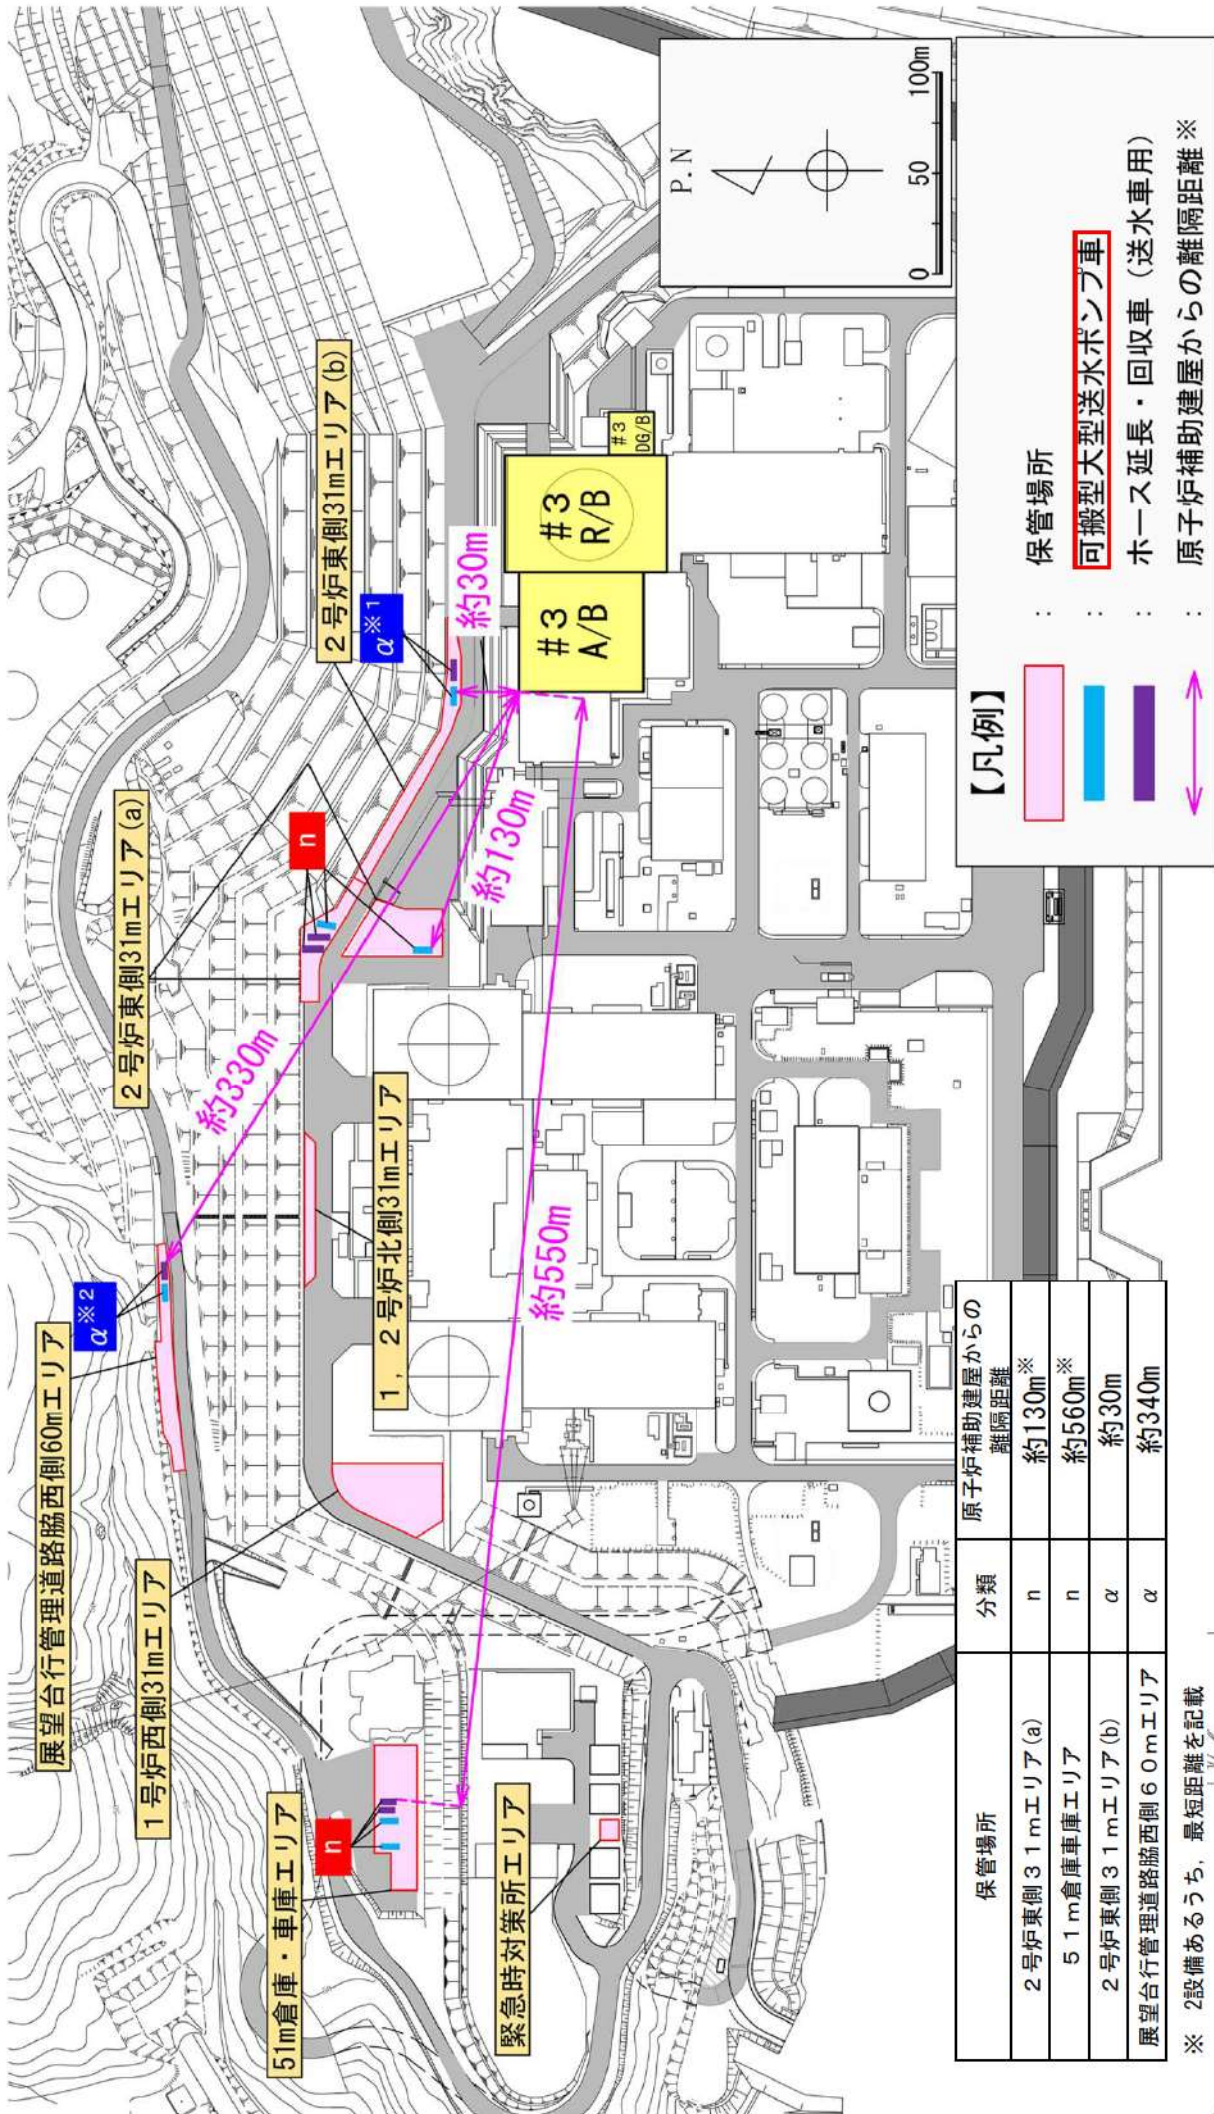 展望台行管理道路脇西側60mエリア
α※2
2号炉東側31mエリア(a)
2号炉東側31mエリア(b)
α※1
1号炉西側31mエリア
n
51m倉庫・車庫エリア
n
1,2号炉北側31mエリア
緊急時対策所エリア
約330m
約130m
約30m
約550m
#3
A/B
#3
R/B
#3
DG/B
P.N
0 50 100m
【凡例】
: 保管場所
: 可搬型大型送水ポンプ車
: ホース延長・回収車(送水車用)
: 原子炉補助建屋からの離隔距離※
保管場所 分類 原子炉補助建屋からの
離隔距離
2号炉東側31mエリア(a) n 約130m※
51m倉庫車庫エリア n 約560m※
2号炉東側31mエリア(b) α 約30m
展望台行管理道路脇西側60mエリア α 約340m
※ 2設備あるうち,最短距離を記載